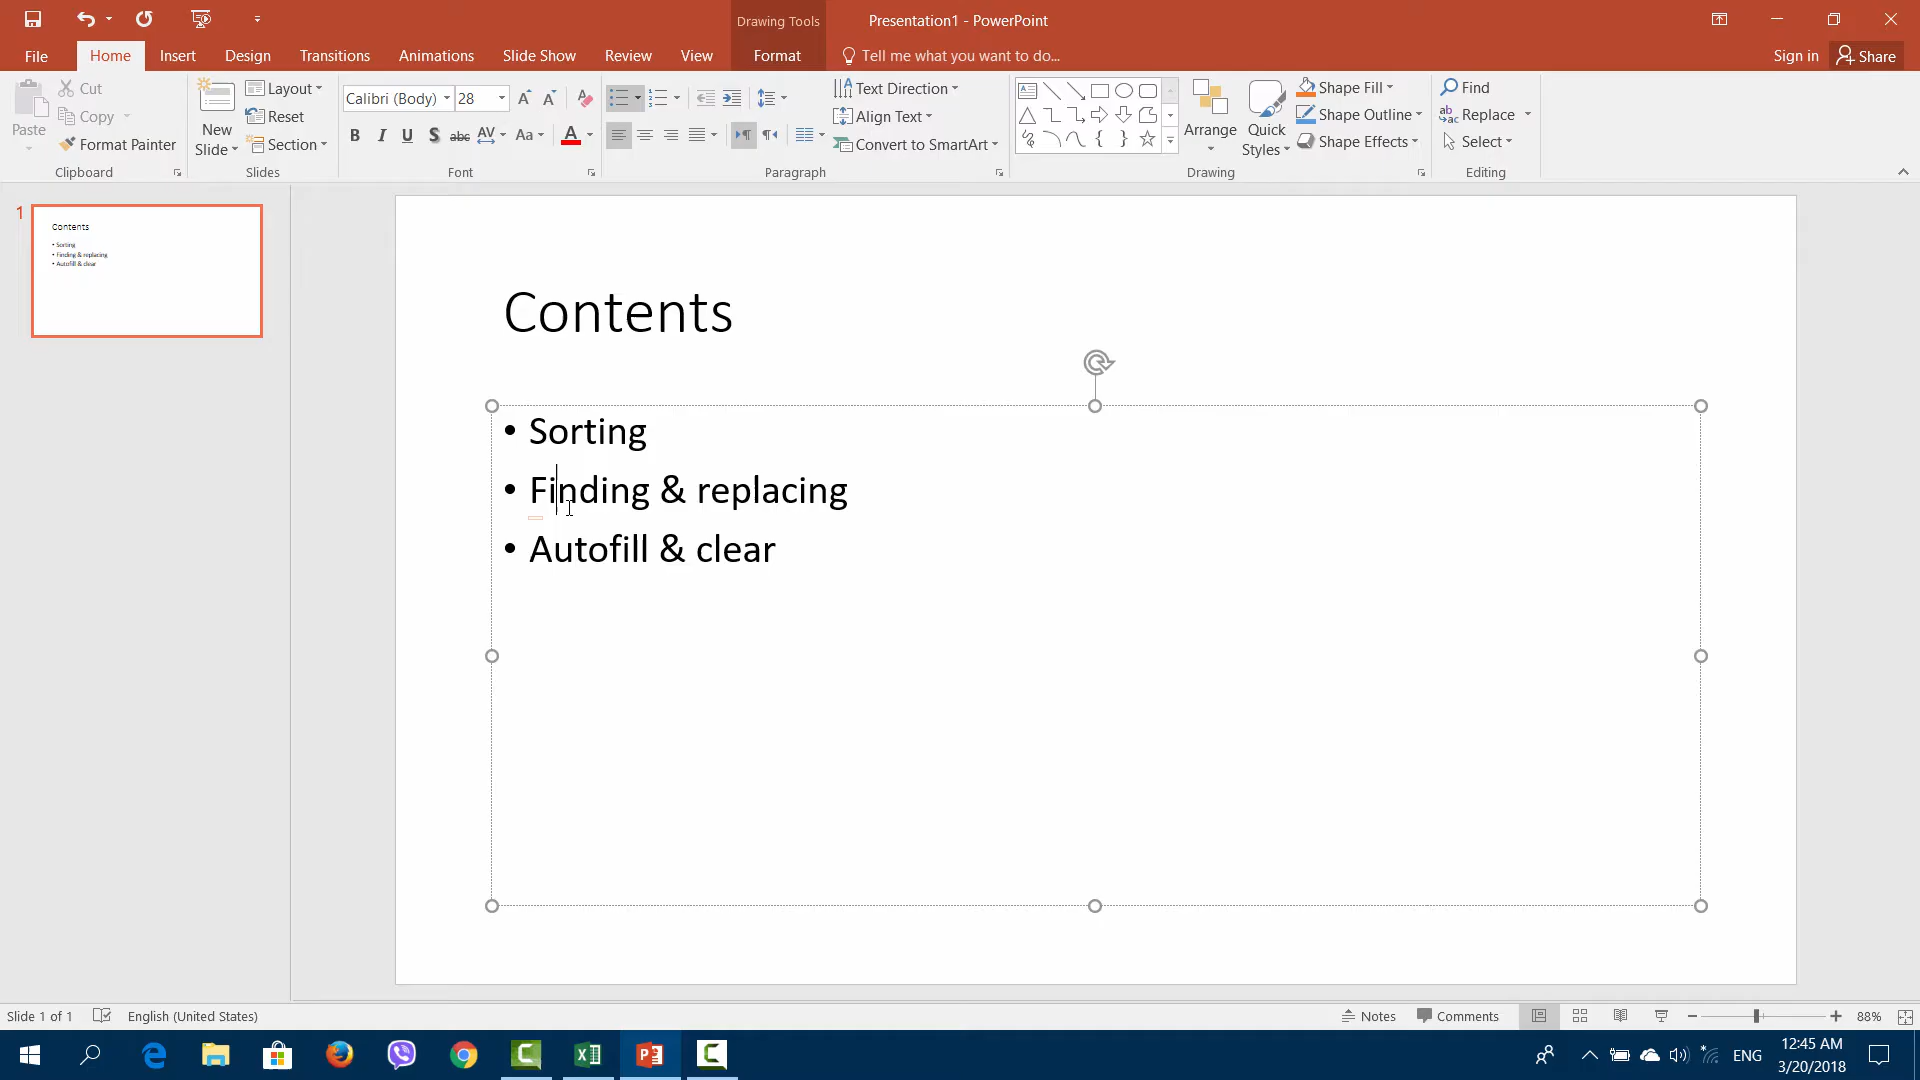 Drawing Tools
Presentation1 - PowerPoint
File
Home
Insert
Design
Transitions
Animations
Slide Show
Review
View
Format
Tell me what you want to do...
Sign in
Share
Paste
Cut
Copy
Format Painter
Clipboard
New
Slide
Layout
Reset
Section
Slides
Calibri (Body)
28
B I U S abc AV Aa A
Font
Text Direction
Align Text
Convert to SmartArt
Paragraph
Arrange
Quick
Styles
Shape Fill
Shape Outline
Shape Effects
Drawing
Find
Replace
Select
Editing
1
Contents
• Sorting
• Finding & replacing
• Autofill & clear
Contents
• Sorting
• Finding & replacing
• Autofill & clear
Slide 1 of 1
English (United States)
Notes
Comments
88%
ENG
12:45 AM
3/20/2018